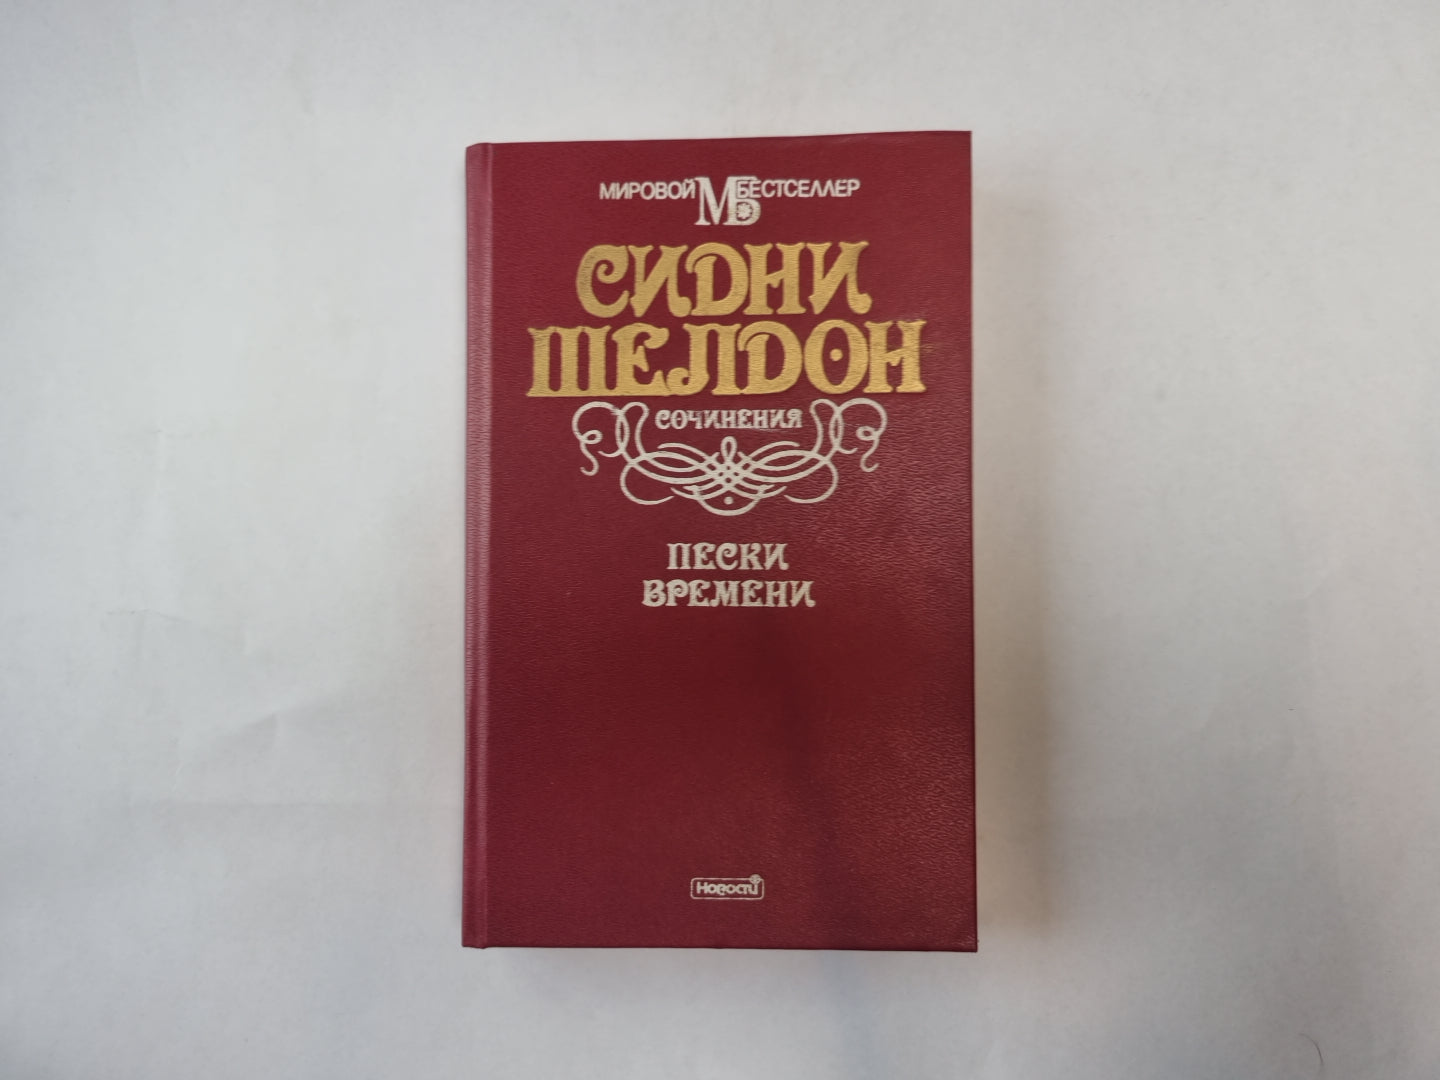 МИРОВОЙ МБ БЕСТСЕЛЛЕР
СИДНИ
ШЕЛДОН
СОЧИНЕНИЯ
ПЕСКИ
ВРЕМЕНИ
Новости